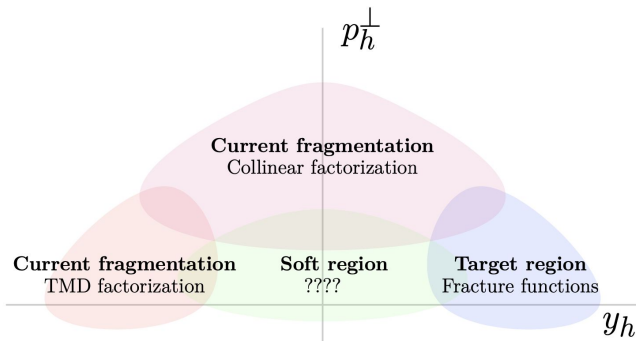 p_h^⊥
Current fragmentation
Collinear factorization
Current fragmentation
TMD factorization
Soft region
????
Target region
Fracture functions
y_h